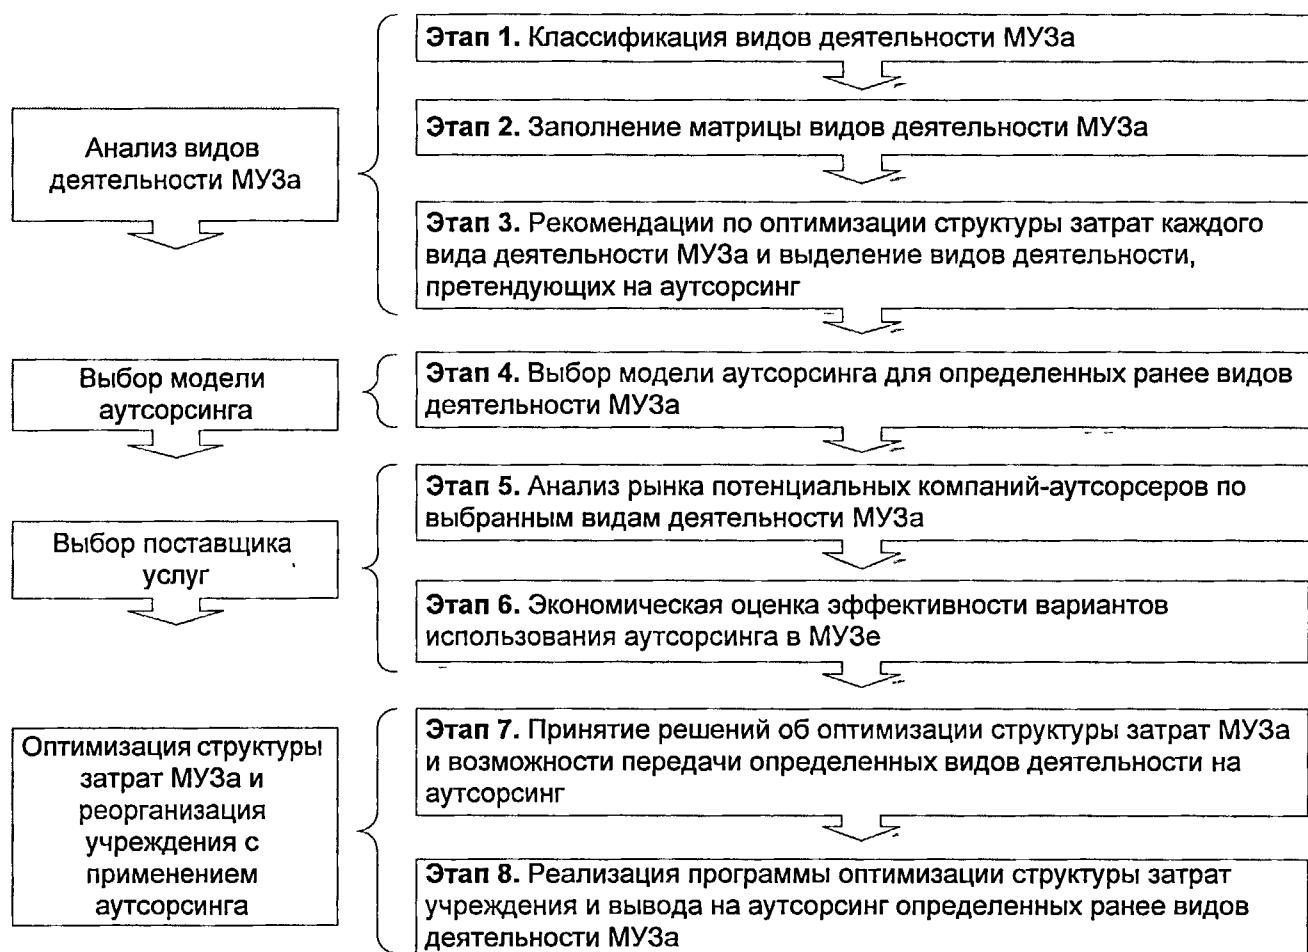 Этап 1. Классификация видов деятельности МУЗа
Этап 2. Заполнение матрицы видов деятельности МУЗа
Анализ видов
деятельности МУЗа
Этап 3. Рекомендации по оптимизации структуры затрат каждого
вида деятельности МУЗа и выделение видов деятельности,
претендующих на аутсорсинг
Выбор модели
аутсорсинга
Этап 4. Выбор модели аутсорсинга для определенных ранее видов
деятельности МУЗа
Этап 5. Анализ рынка потенциальных компаний-аутсорсеров по
выбранным видам деятельности МУЗа
Выбор поставщика
услуг
Этап 6. Экономическая оценка эффективности вариантов
использования аутсорсинга в МУЗе
Оптимизация структуры
затрат МУЗа и
реорганизация
учреждения с
применением
аутсорсинга
Этап 7. Принятие решений об оптимизации структуры затрат МУЗа
и возможности передачи определенных видов деятельности на
аутсорсинг
Этап 8. Реализация программы оптимизации структуры затрат
учреждения и вывода на аутсорсинг определенных ранее видов
деятельности МУЗа